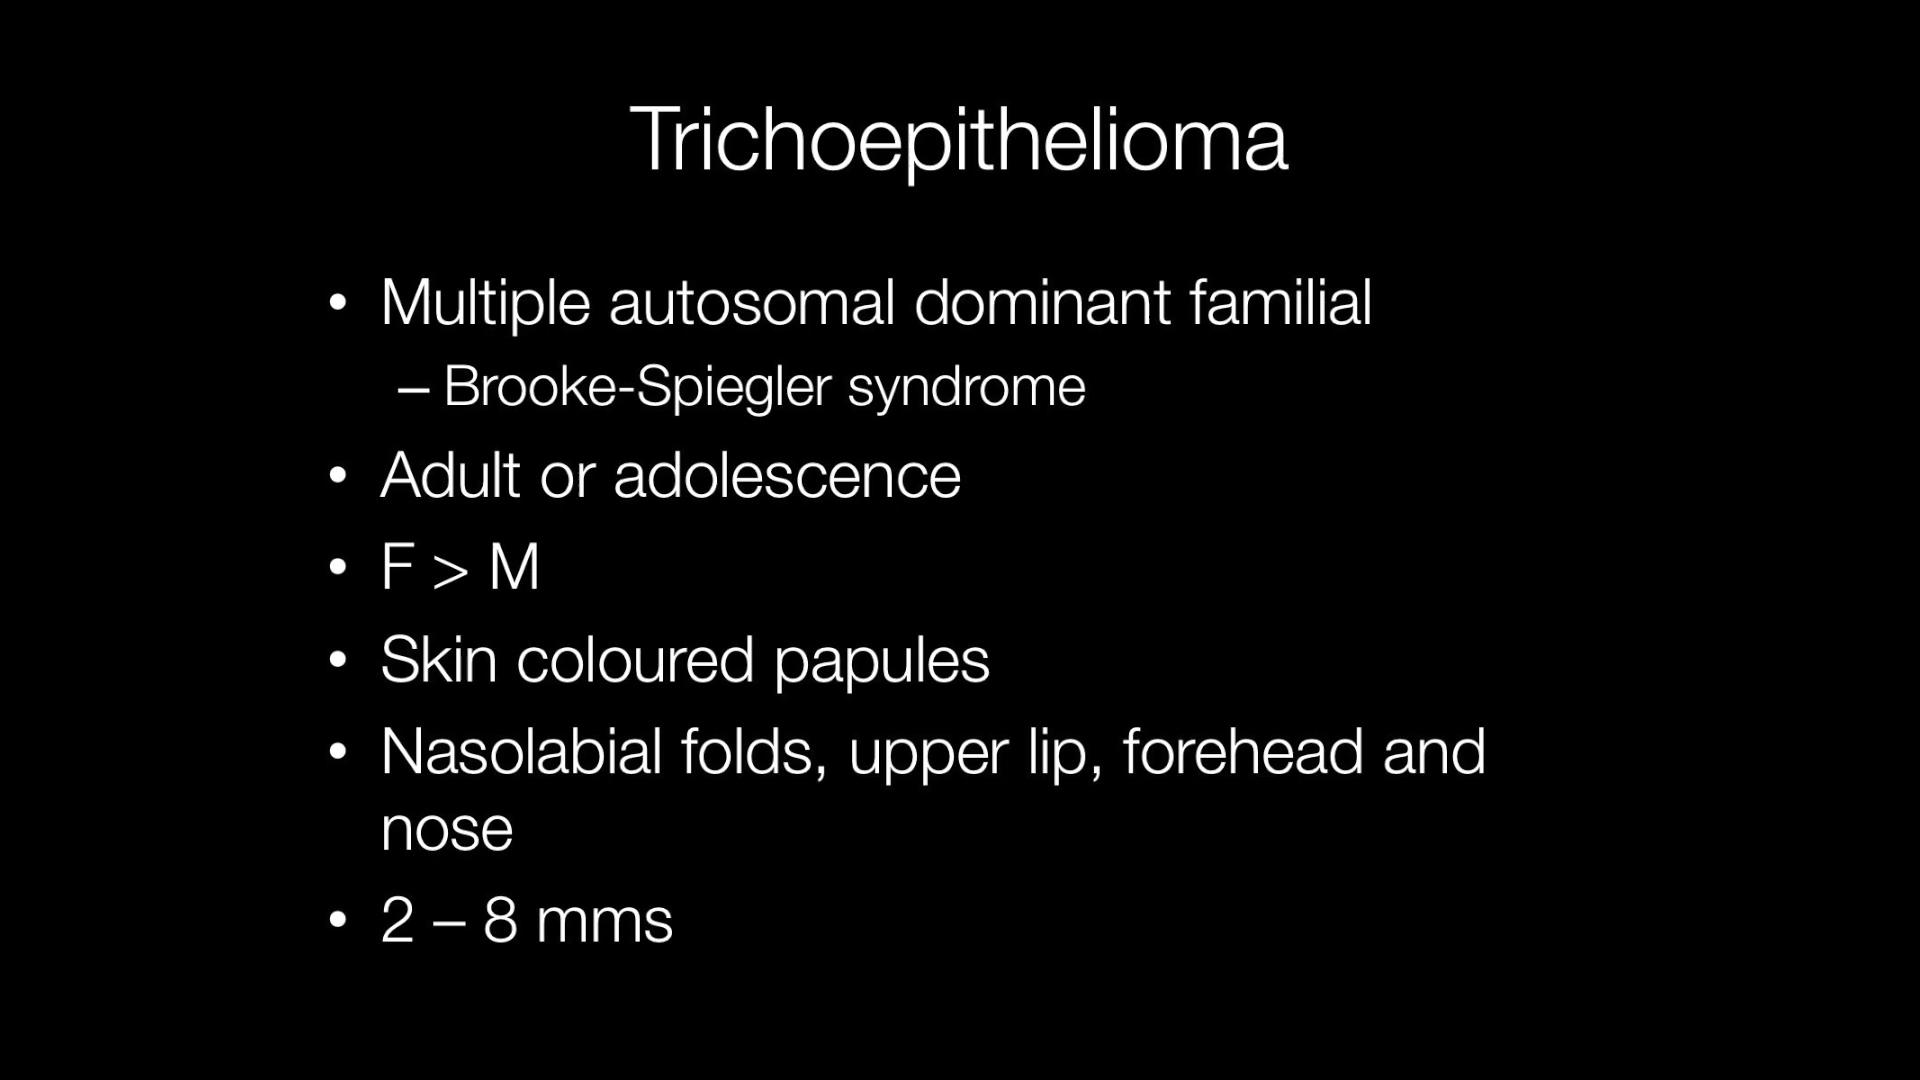 Trichoepithelioma
• Multiple autosomal dominant familial
– Brooke-Spiegler syndrome
• Adult or adolescence
• F > M
• Skin coloured papules
• Nasolabial folds, upper lip, forehead and
nose
• 2 – 8 mms